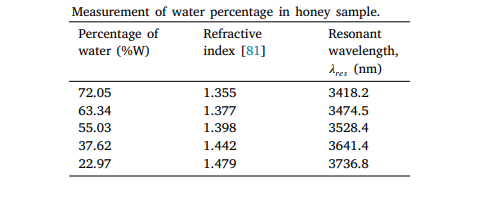 Measurement of water percentage in honey sample.
Percentage of water (%W) Refractive index [81] Resonant wavelength, λres (nm)
72.05 1.355 3418.2
63.34 1.377 3474.5
55.03 1.398 3528.4
37.62 1.442 3641.4
22.97 1.479 3736.8